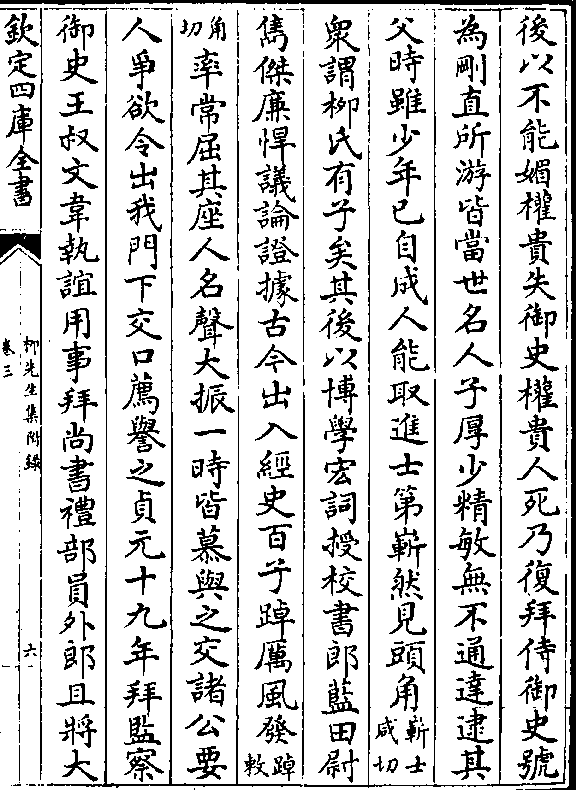 後以不能媚權貴失御史權貴人死乃復拜侍御史號
為剛直所游皆當世名人子厚少精敏無不通達逮其
父時雖少年已自成人能取進士第嶄然見頭角嶄士咸切
衆謂柳氏有子矣其後以博學宏詞授校書郎藍田尉
雋傑廉悍議論證據古今出入經史百子踔厲風發踔敕
角切率常屈其座人名聲大振一時皆慕與之交諸公要
人爭欲令出我門下交口薦譽之貞元十九年拜監察
御史王叔文韋執誼用事拜尚書禮部員外郎且將大
欽定四庫全書
柳先生集附錄
卷三
六